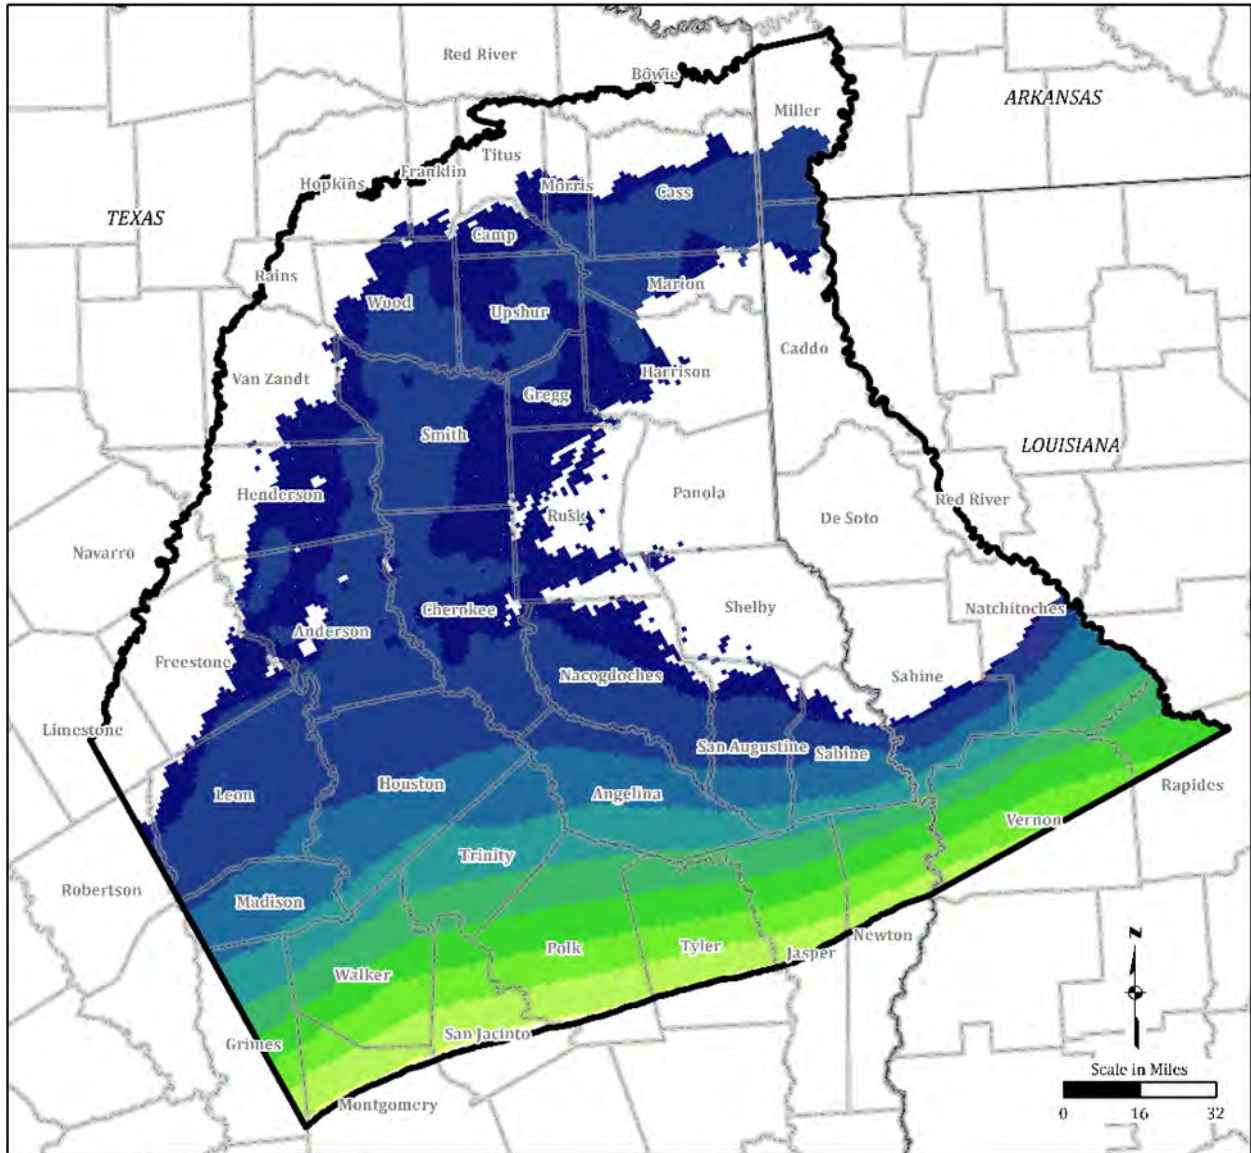 Red River
Bowie
ARKANSAS
Miller
Titus
Franklin
Hopkins
Morris
Cass
TEXAS
Camp
Rains
Wood
Marion
Upshur
Caddo
Van Zandt
Harrison
Gregg
Smith
LOUISIANA
Henderson
Panola
Red River
Rusk
De Soto
Navarro
Cherokee
Shelby
Natchitoches
Anderson
Freestone
Nacogdoches
Sabine
Limestone
San Augustine
Sabine
Houston
Leon
Angelina
Rapides
Vernon
Trinity
Robertson
Madison
Newton
N
Polk
Tyler
Jasper
Walker
San Jacinto
Grimes
Scale in Miles
Montgomery
0 16 32